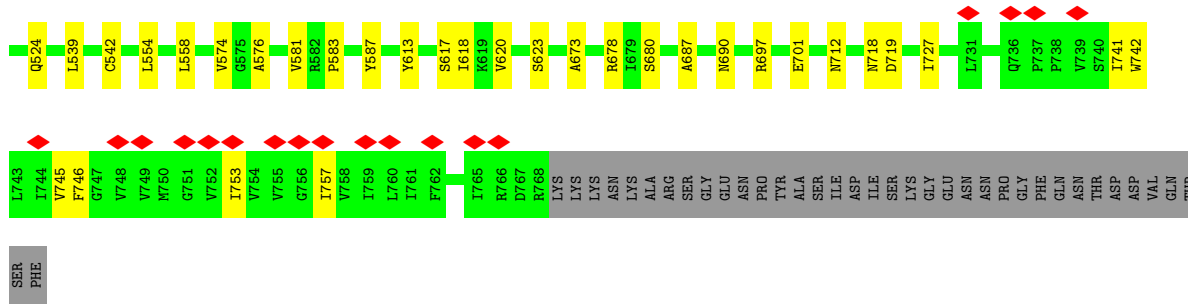 Q524 L539 C542 L554 L558 V574 G575 A576 V581 R582 P583 Y587 Y613 S617 I618 K619 V620 S623 A673 R678 I679 S680 A687 N690 R697 E701 N712 N718 D719 I727 L731 Q736 P737 P738 V739 S740 I741 W742
L743 I744 V745 F746 G747 V748 V749 M750 G751 V752 I753 V754 V755 G756 I757 V758 I759 L760 I761 F762 I765 R766 D767 R768 LYS LYS LYS ASN LYS ALA ARG SER GLY GLU ASN PRO TYR ALA SER ILE ASP ILE SER LYS GLY GLU ASN ASN PRO GLY PHE GLN ASN THR ASP ASP VAL GLN THR
SER PHE